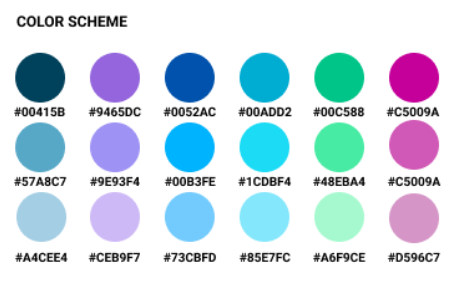 COLOR SCHEME
#00415B #9465DC #0052AC #00ADD2 #00C588 #C5009A
#57A8C7 #9E93F4 #00B3FE #1CDBF4 #48EBA4 #C5009A
#A4CEE4 #CEB9F7 #73CBFD #85E7FC #A6F9CE #D596C7